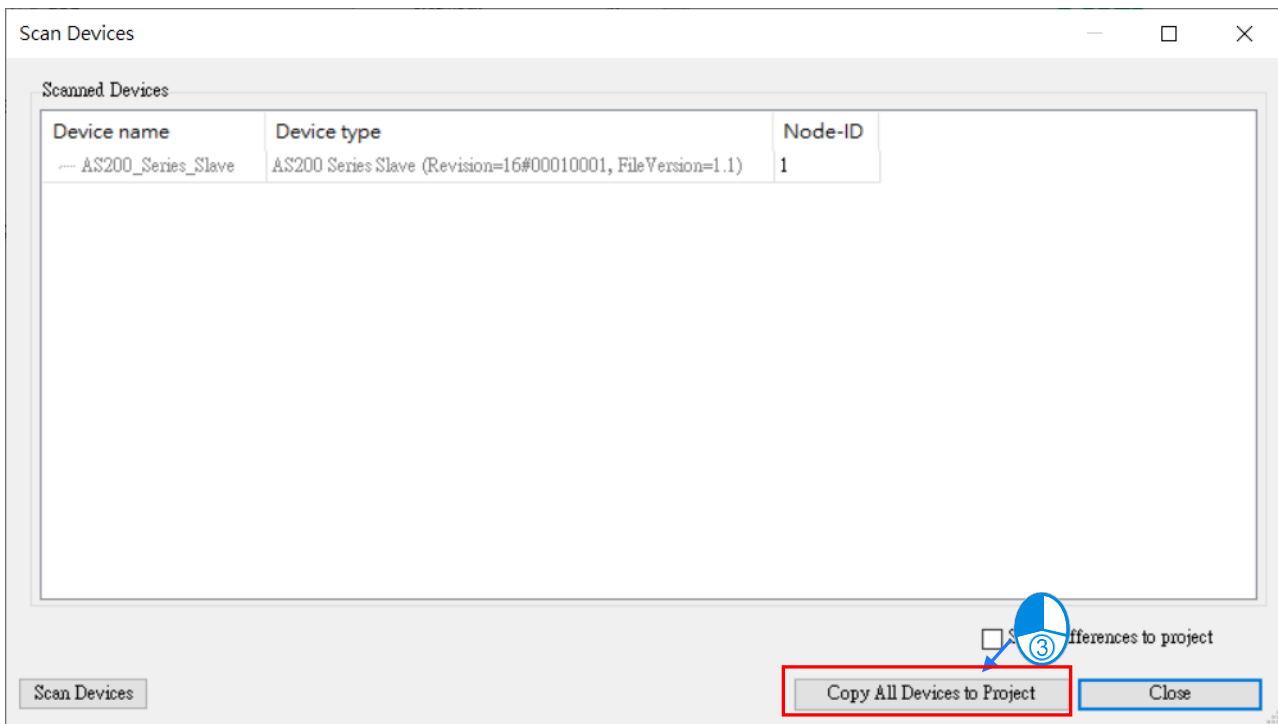 Scan Devices
Scanned Devices
Device name Device type Node-ID
AS200_Series_Slave AS200 Series Slave (Revision=16#00010001, FileVersion=1.1) 1
③ to project
Scan Devices Copy All Devices to Project Close